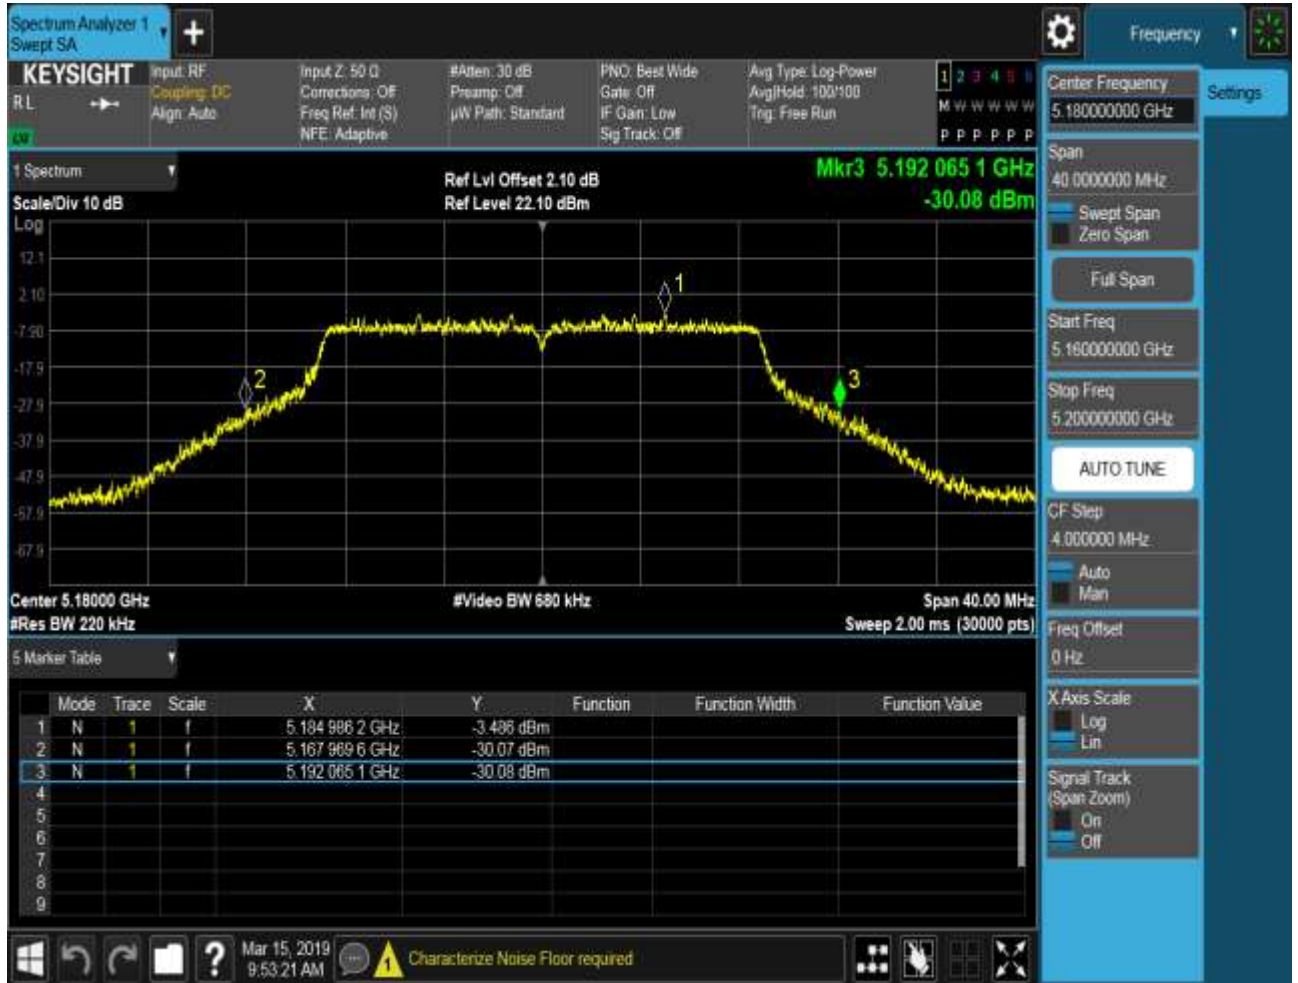 Spectrum Analyzer 1
Swept SA
+
Frequency
KEYSIGHT
RL
Input: RF
Coupling: DC
Align: Auto
Input Z: 50 Ω
Corrections: Off
Freq Ref: Int (S)
NFE: Adaptive
#Atten: 30 dB
Preamp: Off
µW Path: Standard
PNO: Best Wide
Gate: Off
IF Gain: Low
Sig Track: Off
Avg Type: Log-Power
Avg|Hold: 100/100
Trig: Free Run
1 2 3 4 5 6
M W W W W W
P P P P P P
1 Spectrum
Scale/Div 10 dB
Ref Lvl Offset 2.10 dB
Ref Level 22.10 dBm
Mkr3 5.192 065 1 GHz
-30.08 dBm
Log
12.1
2.10
-7.90
-17.9
-27.9
-37.9
-47.9
-57.9
-67.9
1
2
3
Center 5.18000 GHz
#Video BW 680 kHz
Span 40.00 MHz
#Res BW 220 kHz
Sweep 2.00 ms (30000 pts)
5 Marker Table
Mode Trace Scale X Y Function Function Width Function Value
1 N 1 f 5.184 986 2 GHz -3.486 dBm
2 N 1 f 5.167 969 6 GHz -30.07 dBm
3 N 1 f 5.192 065 1 GHz -30.08 dBm
4
5
6
7
8
9
?
Mar 15, 2019
9:53:21 AM
1
Characterize Noise Floor required
Center Frequency
5.180000000 GHz
Settings
Span
40.0000000 MHz
Swept Span
Zero Span
Full Span
Start Freq
5.160000000 GHz
Stop Freq
5.200000000 GHz
AUTO TUNE
CF Step
4.000000 MHz
Auto
Man
Freq Offset
0 Hz
X Axis Scale
Log
Lin
Signal Track
(Span Zoom)
On
Off